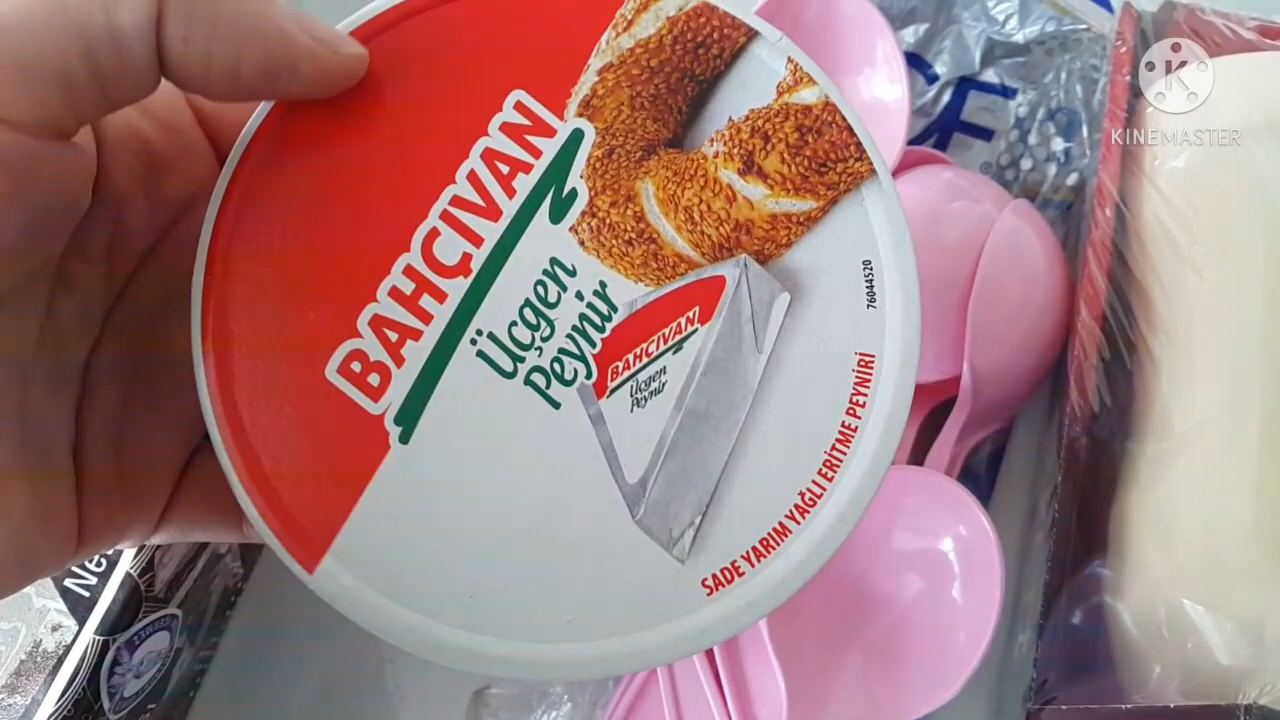 BAHÇIVAN
Üçgen
Peynir
BAHÇIVAN
Üçgen
Peynir
76044520
SADE YARIM YAĞLI ERİTME PEYNİRİ
KINEMASTER